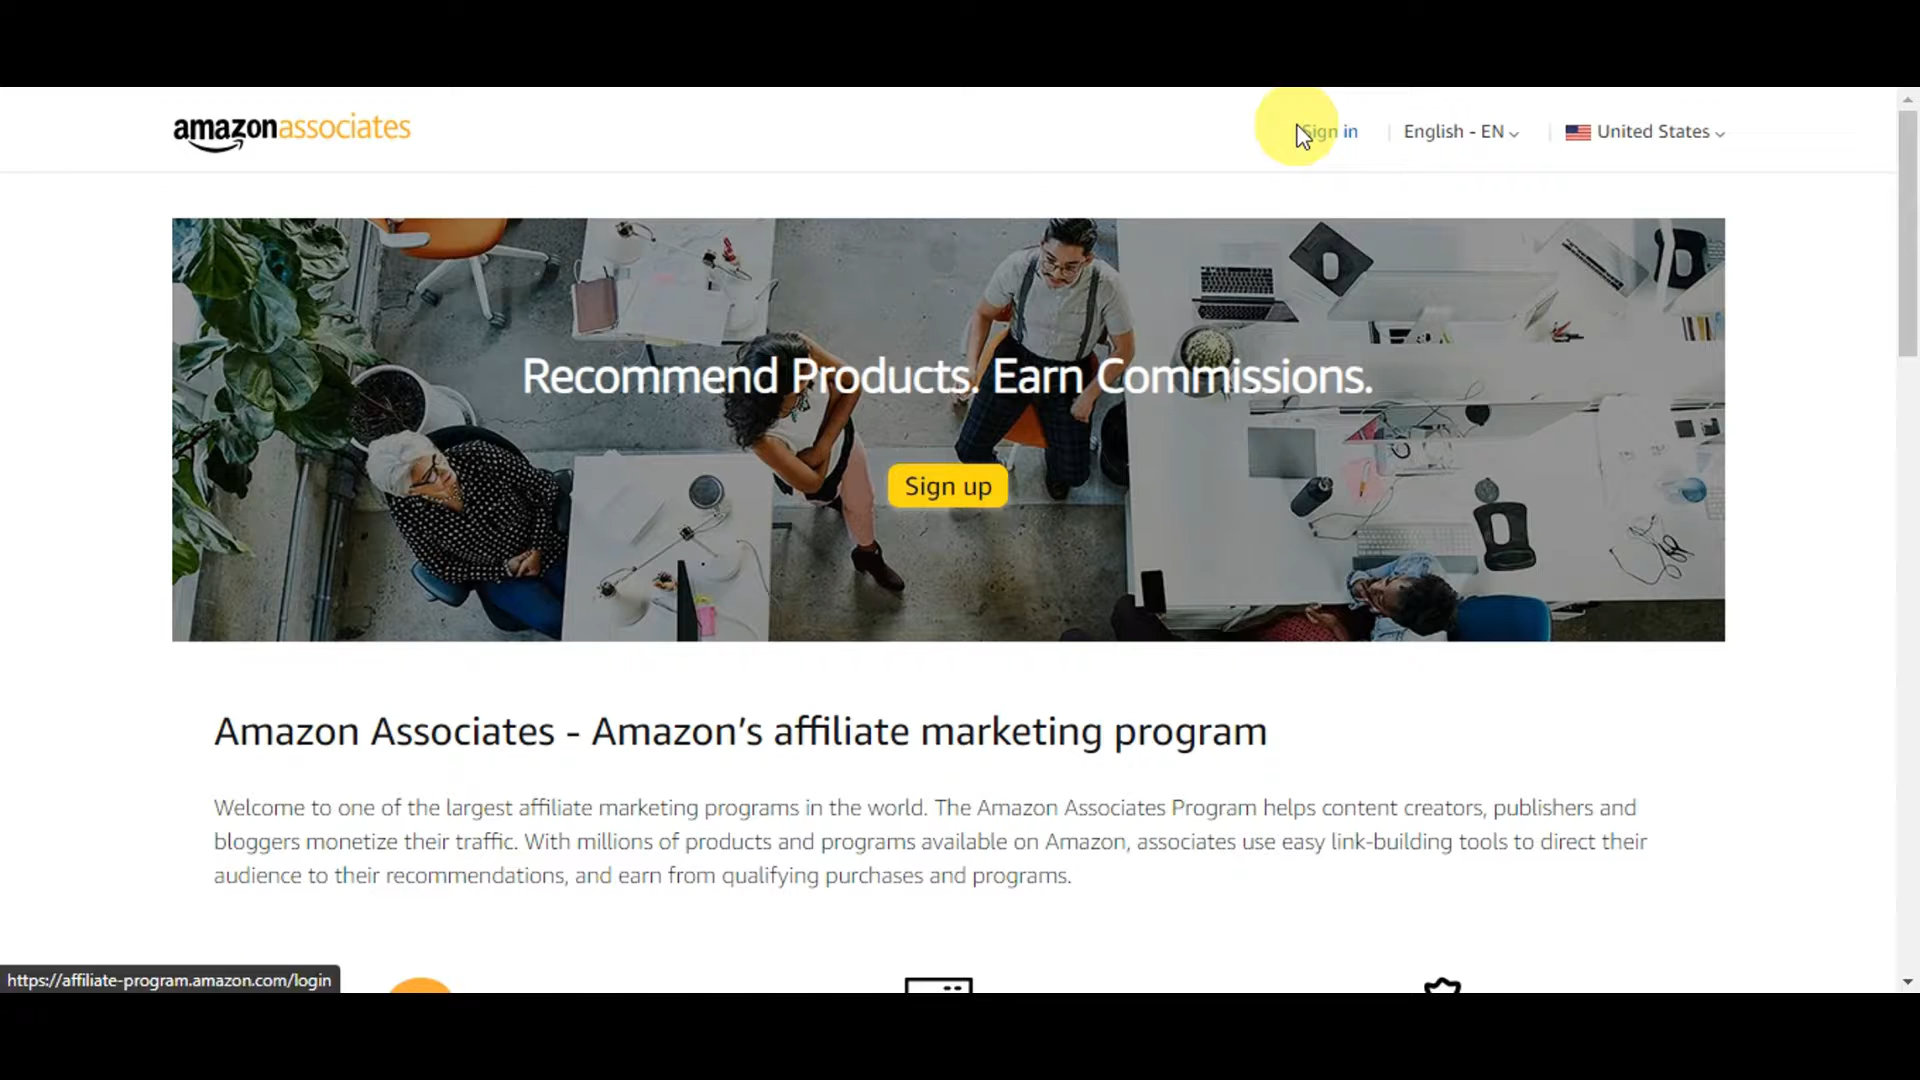 amazonassociates
Sign in
English - EN
United States
Recommend Products. Earn Commissions.
Sign up
Amazon Associates - Amazon’s affiliate marketing program
Welcome to one of the largest affiliate marketing programs in the world. The Amazon Associates Program helps content creators, publishers and
bloggers monetize their traffic. With millions of products and programs available on Amazon, associates use easy link-building tools to direct their
audience to their recommendations, and earn from qualifying purchases and programs.
https://affiliate-program.amazon.com/login